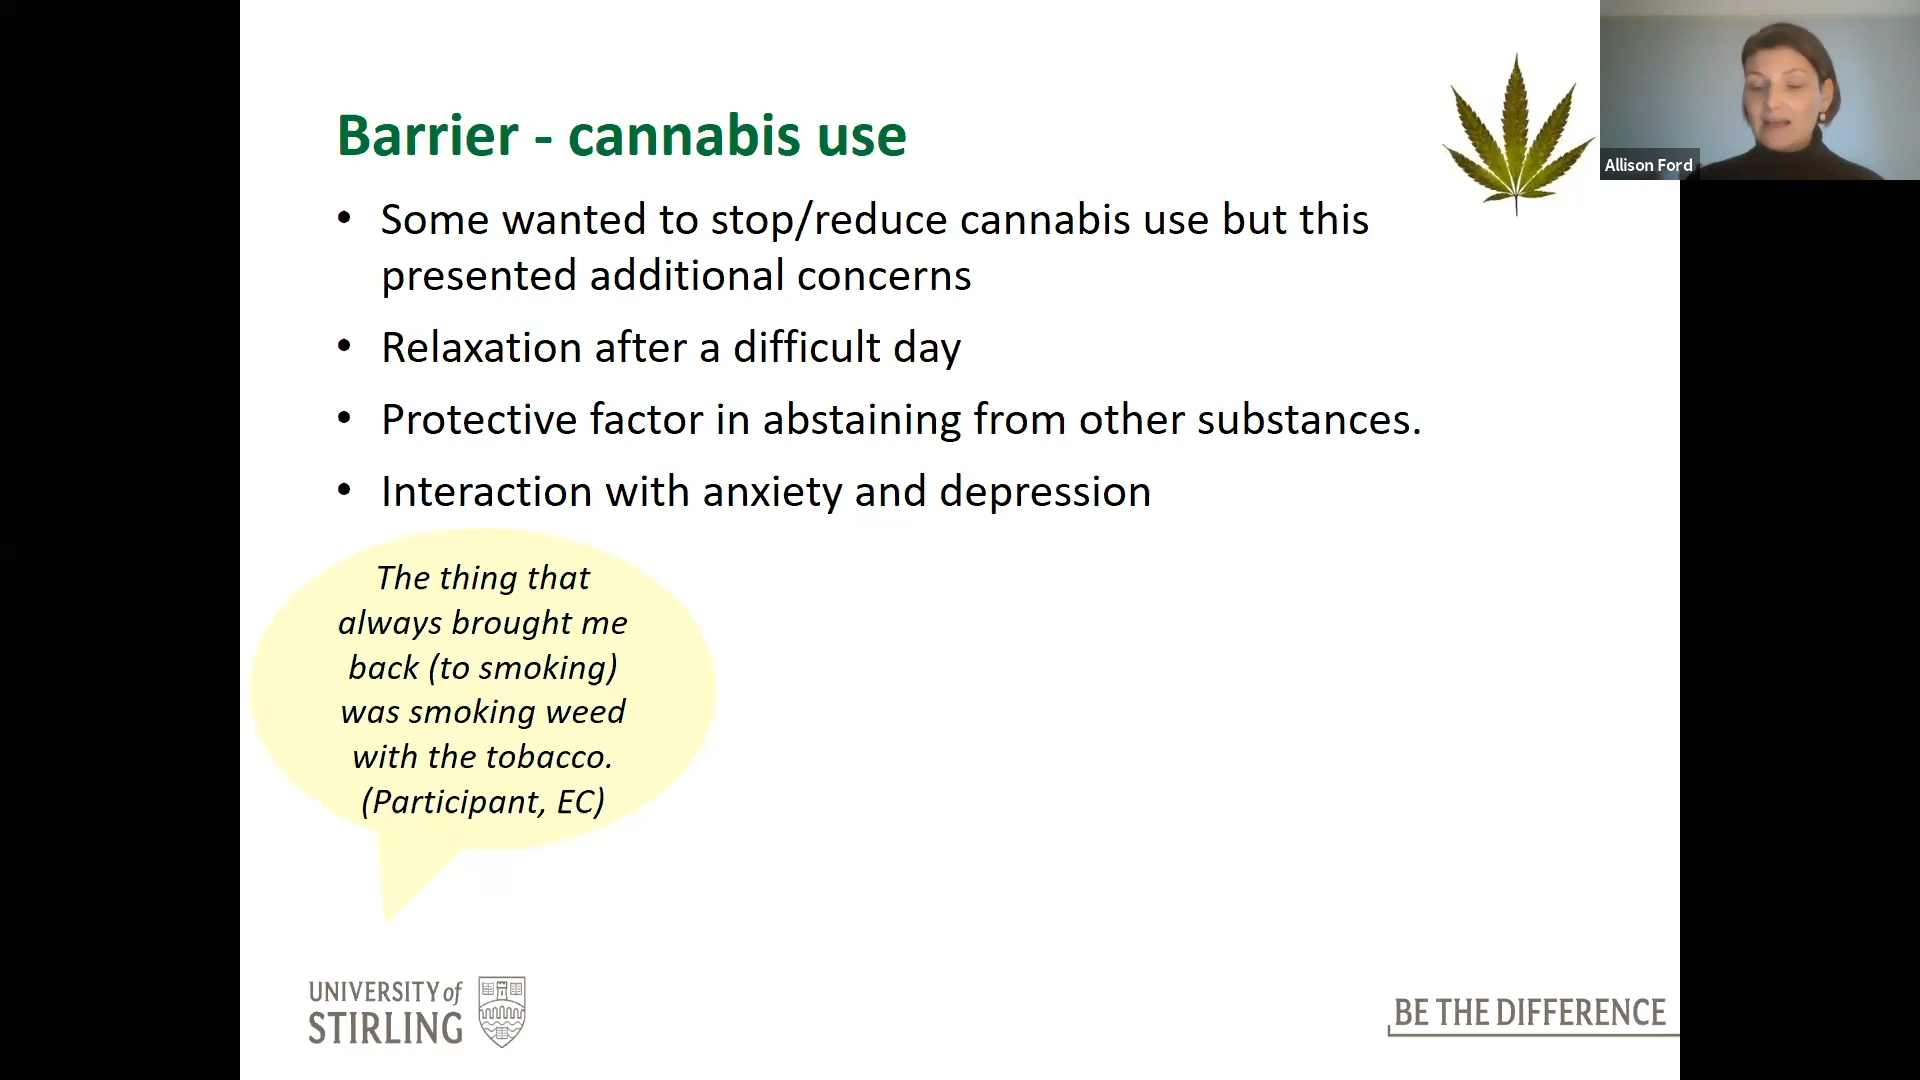 Barrier - cannabis use
• Some wanted to stop/reduce cannabis use but this
presented additional concerns
• Relaxation after a difficult day
• Protective factor in abstaining from other substances.
• Interaction with anxiety and depression
The thing that
always brought me
back (to smoking)
was smoking weed
with the tobacco.
(Participant, EC)
UNIVERSITY of
STIRLING
BE THE DIFFERENCE
Allison Ford